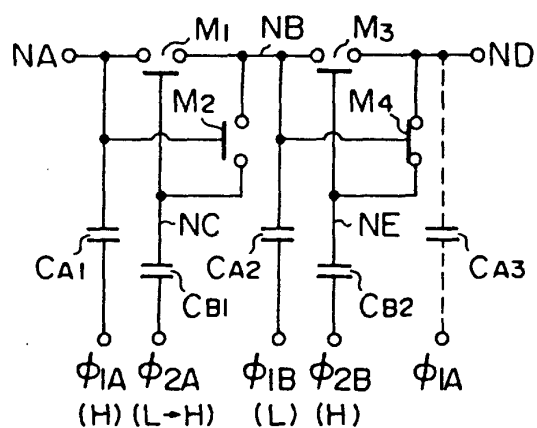 M1 NB M3
NA ND
M2 M4
NC NE
CA1 CB1 CA2 CB2 CA3
ϕ1A ϕ2A ϕ1B ϕ2B ϕ1A
(H) (L→H) (L) (H)